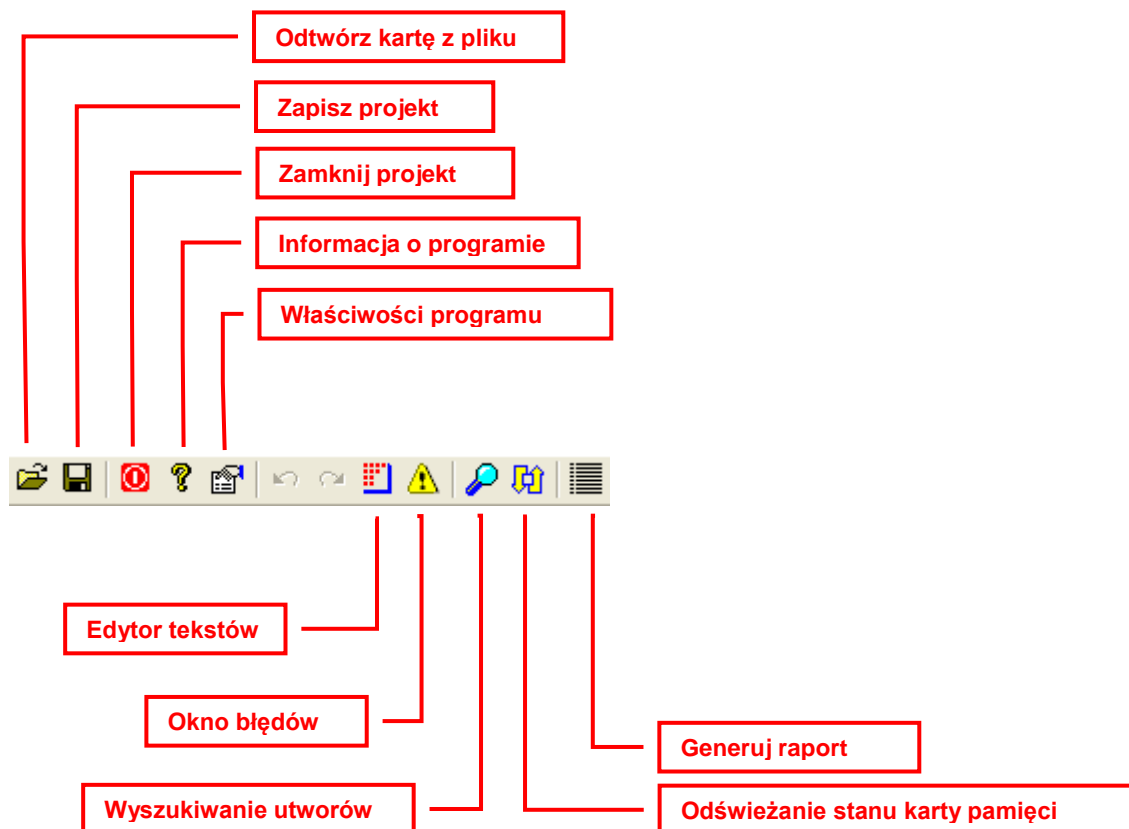 Odtwórz kartę z pliku
Zapisz projekt
Zamknij projekt
Informacja o programie
Właściwości programu
Edytor tekstów
Okno błędów
Generuj raport
Wyszukiwanie utworów
Odświeżanie stanu karty pamięci